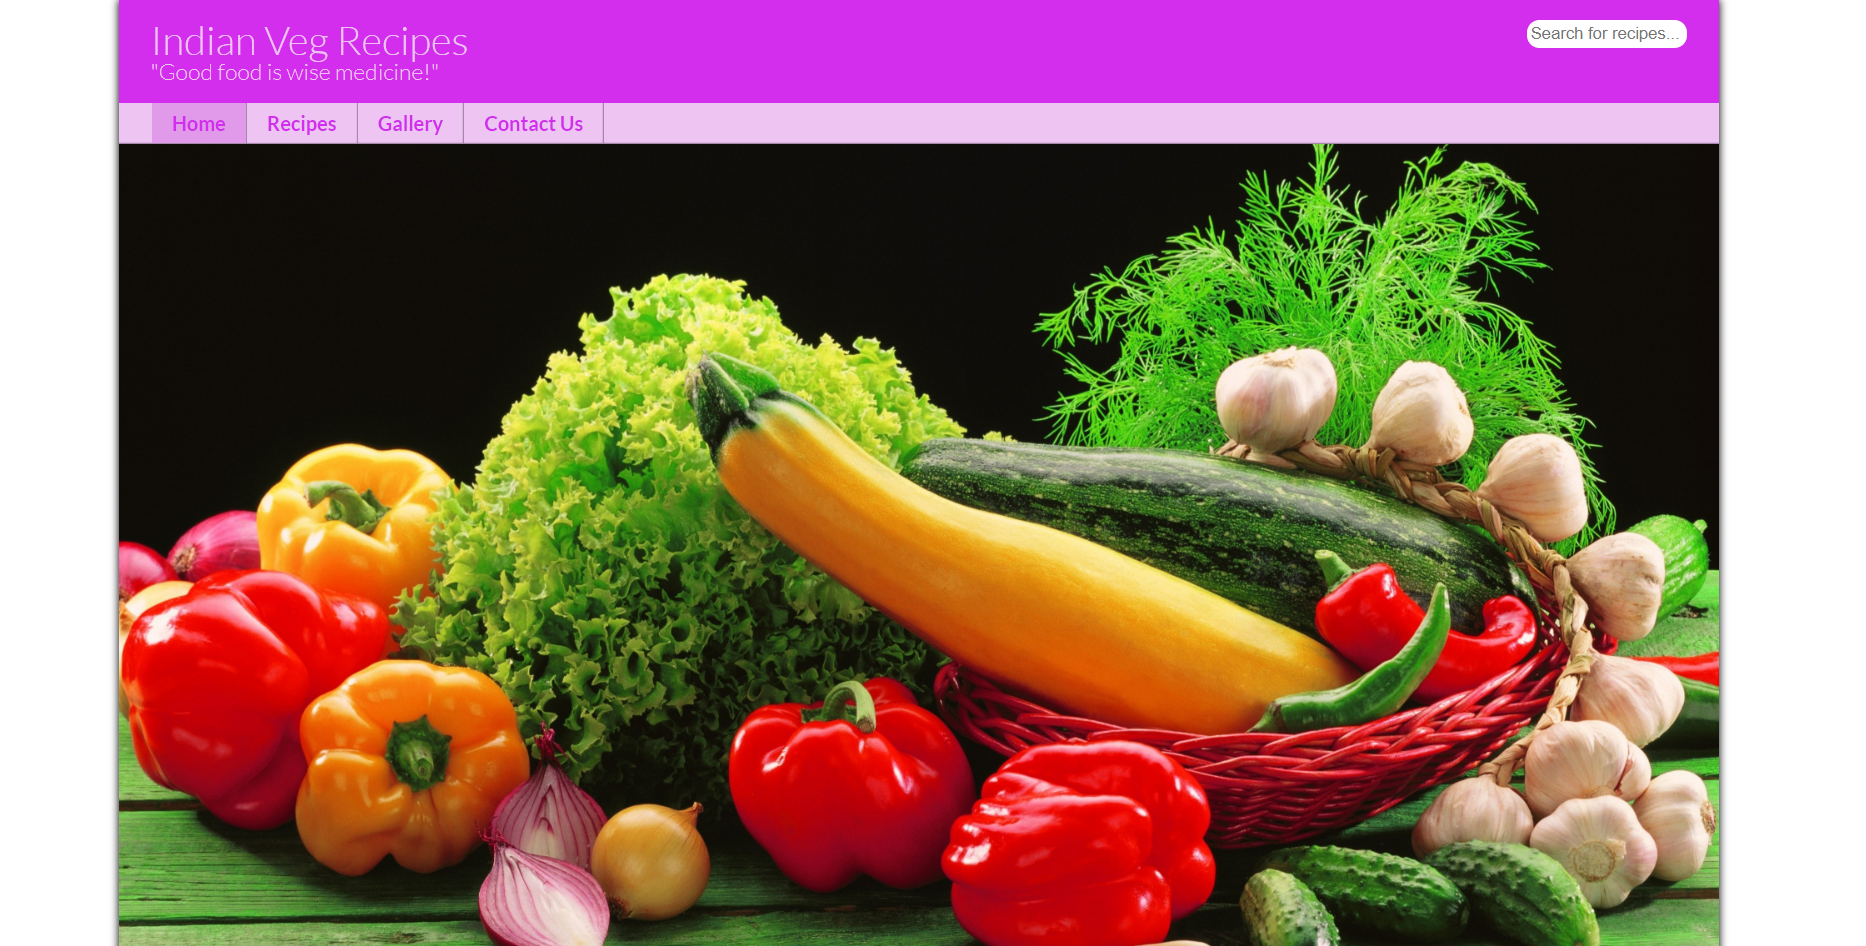 Indian Veg Recipes
"Good food is wise medicine!"
Search for recipes...
Home
Recipes
Gallery
Contact Us